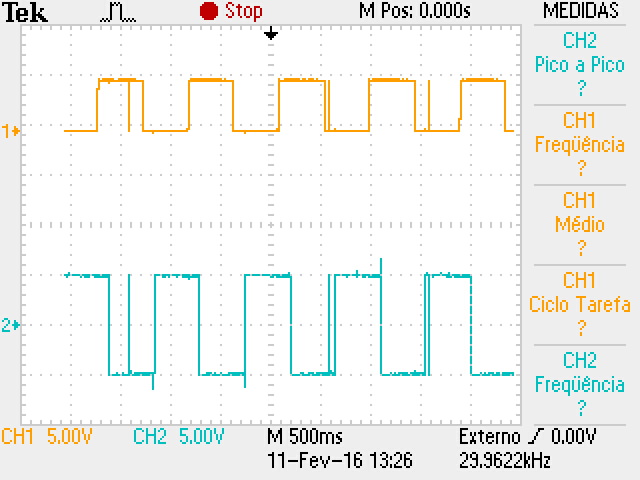 Tek Stop M Pos: 0.000s MEDIDAS
CH2
Pico a Pico
?
CH1
Freqüência
?
CH1
Médio
?
CH1
Ciclo Tarefa
?
CH2
Freqüência
?
1
2
CH1 5.00V CH2 5.00V M 500ms Externo 0.00V
11-Fev-16 13:26 29.9622kHz